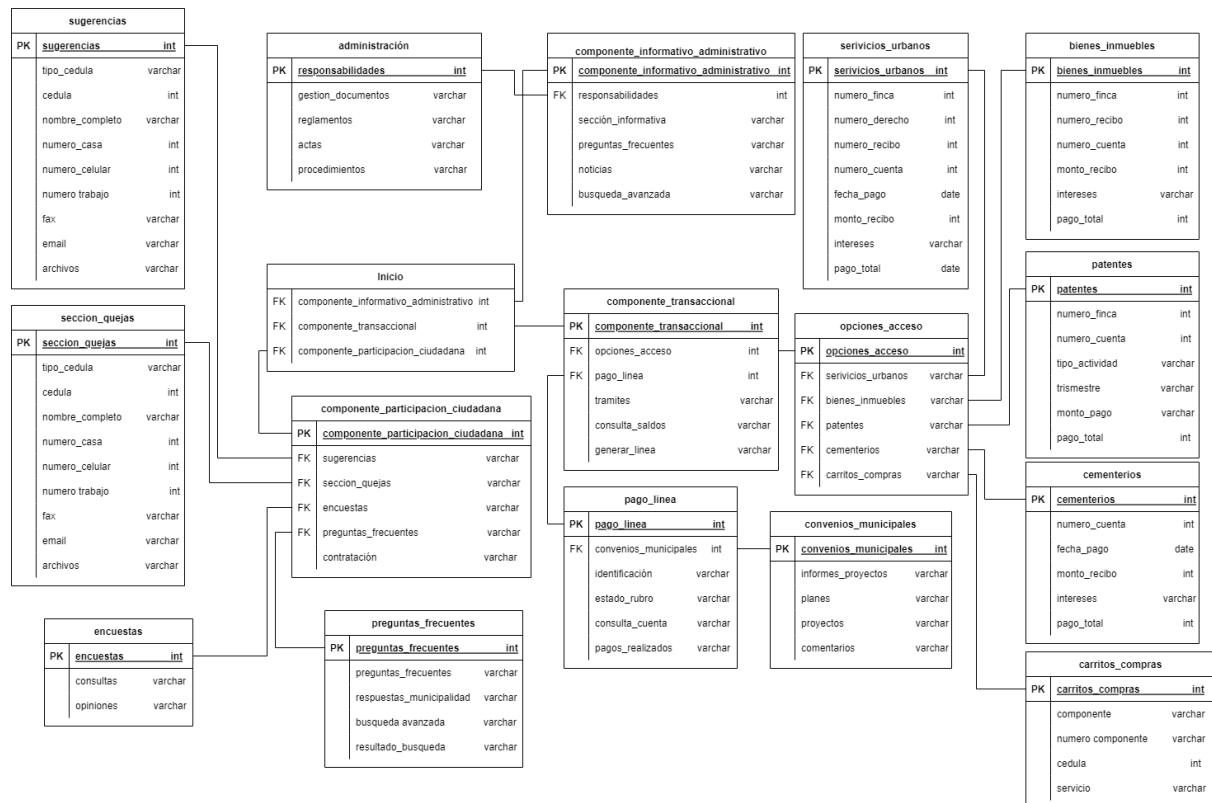 sugerencias
PK sugerencias int
tipo_cedula varchar
cedula int
nombre_completo varchar
numero_casa int
numero_celular int
numero trabajo int
fax varchar
email varchar
archivos varchar
administración
PK responsabilidades int
gestion_documentos varchar
reglamentos varchar
actas varchar
procedimientos varchar
componente_informativo_administrativo
PK componente_informativo_administrativo int
FK responsabilidades int
sección_informativa varchar
preguntas_frecuentes varchar
noticias varchar
busqueda_avanzada varchar
serivicios_urbanos
PK serivicios_urbanos int
numero_finca int
numero_derecho int
numero_recibo int
numero_cuenta int
fecha_pago date
monto_recibo int
intereses varchar
pago_total date
bienes_inmuebles
PK bienes_inmuebles int
numero_finca int
numero_recibo int
numero_cuenta int
monto_recibo int
intereses varchar
pago_total int
Inicio
FK componente_informativo_administrativo int
FK componente_transaccional int
FK componente_participacion_ciudadana int
componente_transaccional
PK componente_transaccional int
FK opciones_acceso int
FK pago_linea int
tramites varchar
consulta_saldos varchar
generar_linea varchar
opciones_acceso
PK opciones_acceso int
FK serivicios_urbanos varchar
FK bienes_inmuebles varchar
FK patentes varchar
FK cementerios varchar
FK carritos_compras varchar
patentes
PK patentes int
numero_finca int
numero_cuenta int
tipo_actividad varchar
trismestre varchar
monto_pago varchar
pago_total int
seccion_quejas
PK seccion_quejas int
tipo_cedula varchar
cedula int
nombre_completo varchar
numero_casa int
numero_celular int
numero trabajo int
fax varchar
email varchar
archivos varchar
componente_participacion_ciudadana
PK componente_participacion_ciudadana int
FK sugerencias varchar
FK seccion_quejas varchar
FK encuestas varchar
FK preguntas_frecuentes varchar
contratación varchar
pago_linea
PK pago_linea int
FK convenios_municipales int
identificación varchar
estado_rubro varchar
consulta_cuenta varchar
pagos_realizados varchar
convenios_municipales
PK convenios_municipales int
informes_proyectos varchar
planes varchar
proyectos varchar
comentarios varchar
cementerios
PK cementerios int
numero_cuenta int
fecha_pago date
monto_recibo int
intereses varchar
pago_total int
encuestas
PK encuestas int
consultas varchar
opiniones varchar
preguntas_frecuentes
PK preguntas_frecuentes int
preguntas_frecuentes varchar
respuestas_municipalidad varchar
busqueda avanzada varchar
resultado_busqueda varchar
carritos_compras
PK carritos_compras int
componente varchar
numero componente varchar
cedula int
servicio varchar